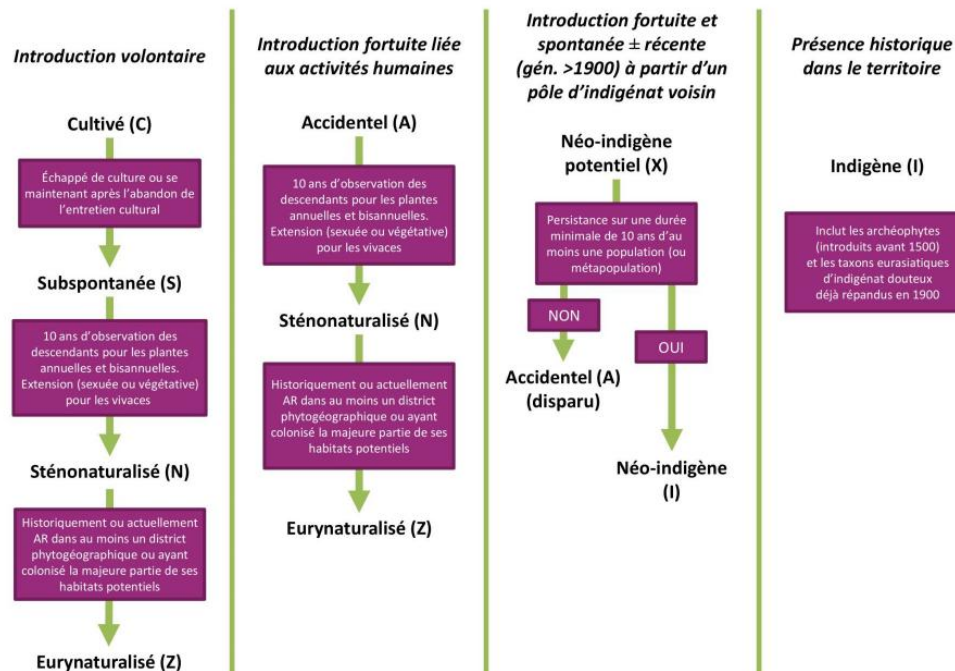 Introduction volontaire
Cultivé (C)
Échappé de culture ou se
maintenant après l'abandon de
l'entretien cultural
Subspontanée (S)
10 ans d'observation des
descendants pour les plantes
annuelles et bisannuelles.
Extension (sexuée ou végétative)
pour les vivaces
Sténonaturalisé (N)
Historiquement ou actuellement
AR dans au moins un district
phytogéographique ou ayant
colonisé la majeure partie de ses
habitats potentiels
Eurynaturalisé (Z)
Introduction fortuite liée
aux activités humaines
Accidentel (A)
10 ans d'observation des
descendants pour les plantes
annuelles et bisannuelles.
Extension (sexuée ou végétative)
pour les vivaces
Sténonaturalisé (N)
Historiquement ou actuellement
AR dans au moins un district
phytogéographique ou ayant
colonisé la majeure partie de ses
habitats potentiels
Eurynaturalisé (Z)
Introduction fortuite et
spontanée ± récente
(gén. >1900) à partir d'un
pôle d'indigénat voisin
Néo-indigène
potentiel (X)
Persistance sur une durée
minimale de 10 ans d'au
moins une population (ou
métapopulation)
NON
OUI
Accidentel (A)
(disparu)
Néo-indigène
(I)
Présence historique
dans le territoire
Indigène (I)
Inclut les archéophytes
(introduits avant 1500)
et les taxons eurasiatiques
d'indigénat douteux
déjà répandus en 1900